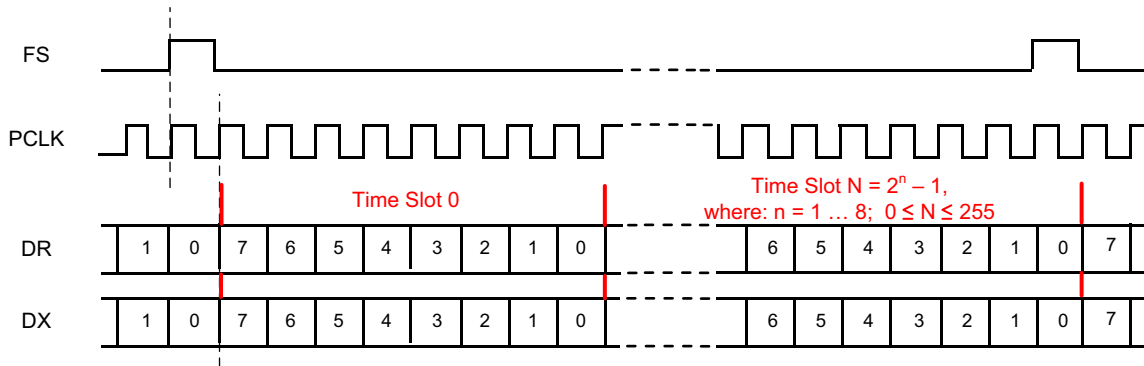 FS
PCLK
Time Slot 0
Time Slot N = 2ⁿ – 1,
where: n = 1 … 8; 0 ≤ N ≤ 255
DR 1 0 7 6 5 4 3 2 1 0 6 5 4 3 2 1 0 7
DX 1 0 7 6 5 4 3 2 1 0 6 5 4 3 2 1 0 7